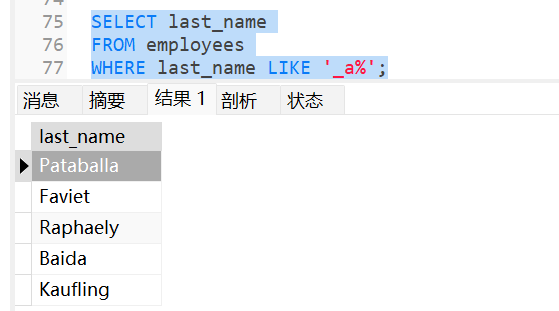 74
75 SELECT last_name
76 FROM employees
77 WHERE last_name LIKE '_a%';
消息 摘要 结果 1 剖析 状态
last_name
Pataballa
Faviet
Raphaely
Baida
Kaufling